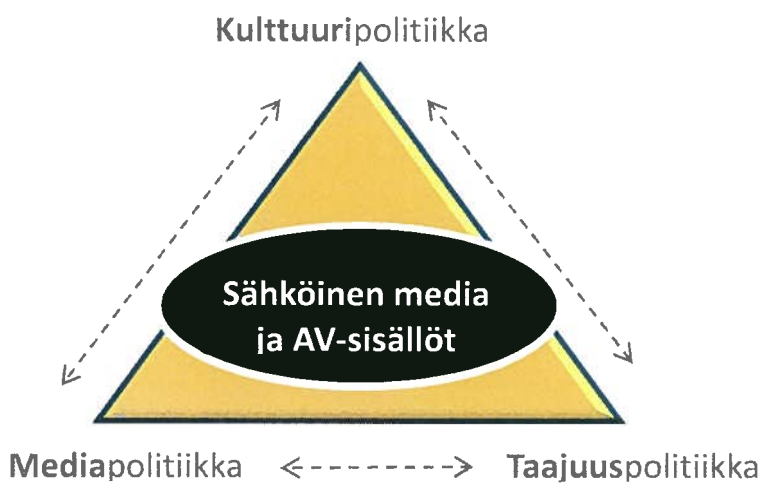 Kulttuuripolitiikka
Sähköinen media
ja AV-sisällöt
Mediapolitiikka
Taajuuspolitiikka